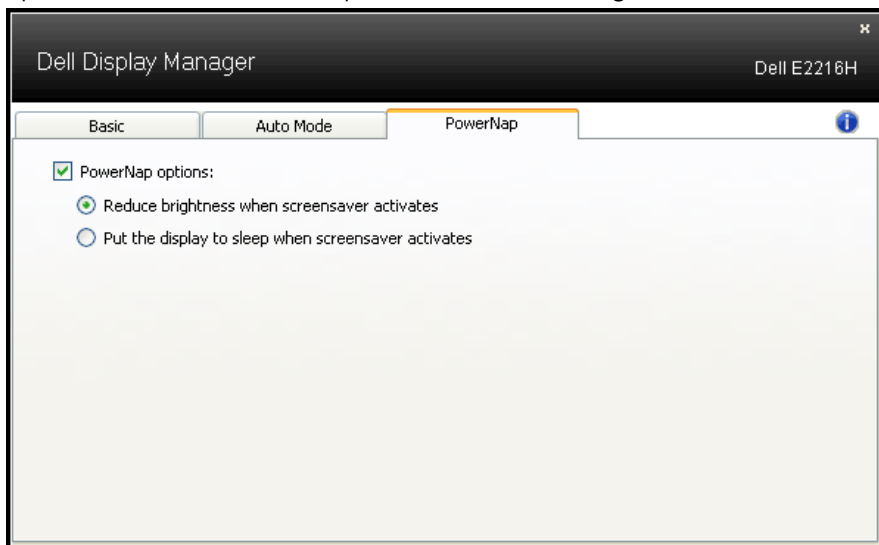 Dell Display Manager
x
Dell E2216H
Basic
Auto Mode
PowerNap
i
PowerNap options:
Reduce brightness when screensaver activates
Put the display to sleep when screensaver activates